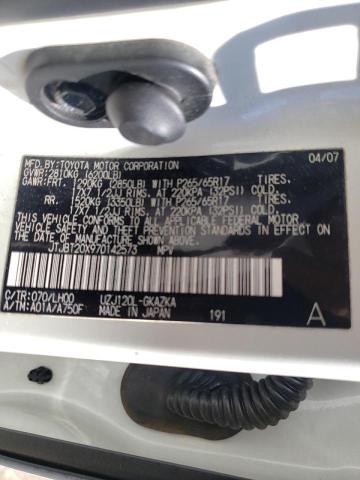 MFD.BY:TOYOTA MOTOR CORPORATION 04/07
GVWR:2810KG (6200LB)
GAWR:FRT. 1290KG (2850LB) WITH P265/65R17 TIRES.
17X7 1/2JJ RIMS. AT 220KPA (32PSI) COLD.
RR. 1520KG (3350LB) WITH P265/65R17 TIRES.
17X7 1/2JJ RIMS. AT 220KPA (32PSI) COLD.
THIS VEHICLE CONFORMS TO ALL APPLICABLE FEDERAL MOTOR
VEHICLE SAFETY STANDARDS IN EFFECT ON THE DATE OF
MANUFACTURE SHOWN ABOVE.
JTJBT20X970142573 MPV
C/TR:070/LH00 UZJ120L-GKAZKA
A/TM:A01A/A750F MADE IN JAPAN 191 A